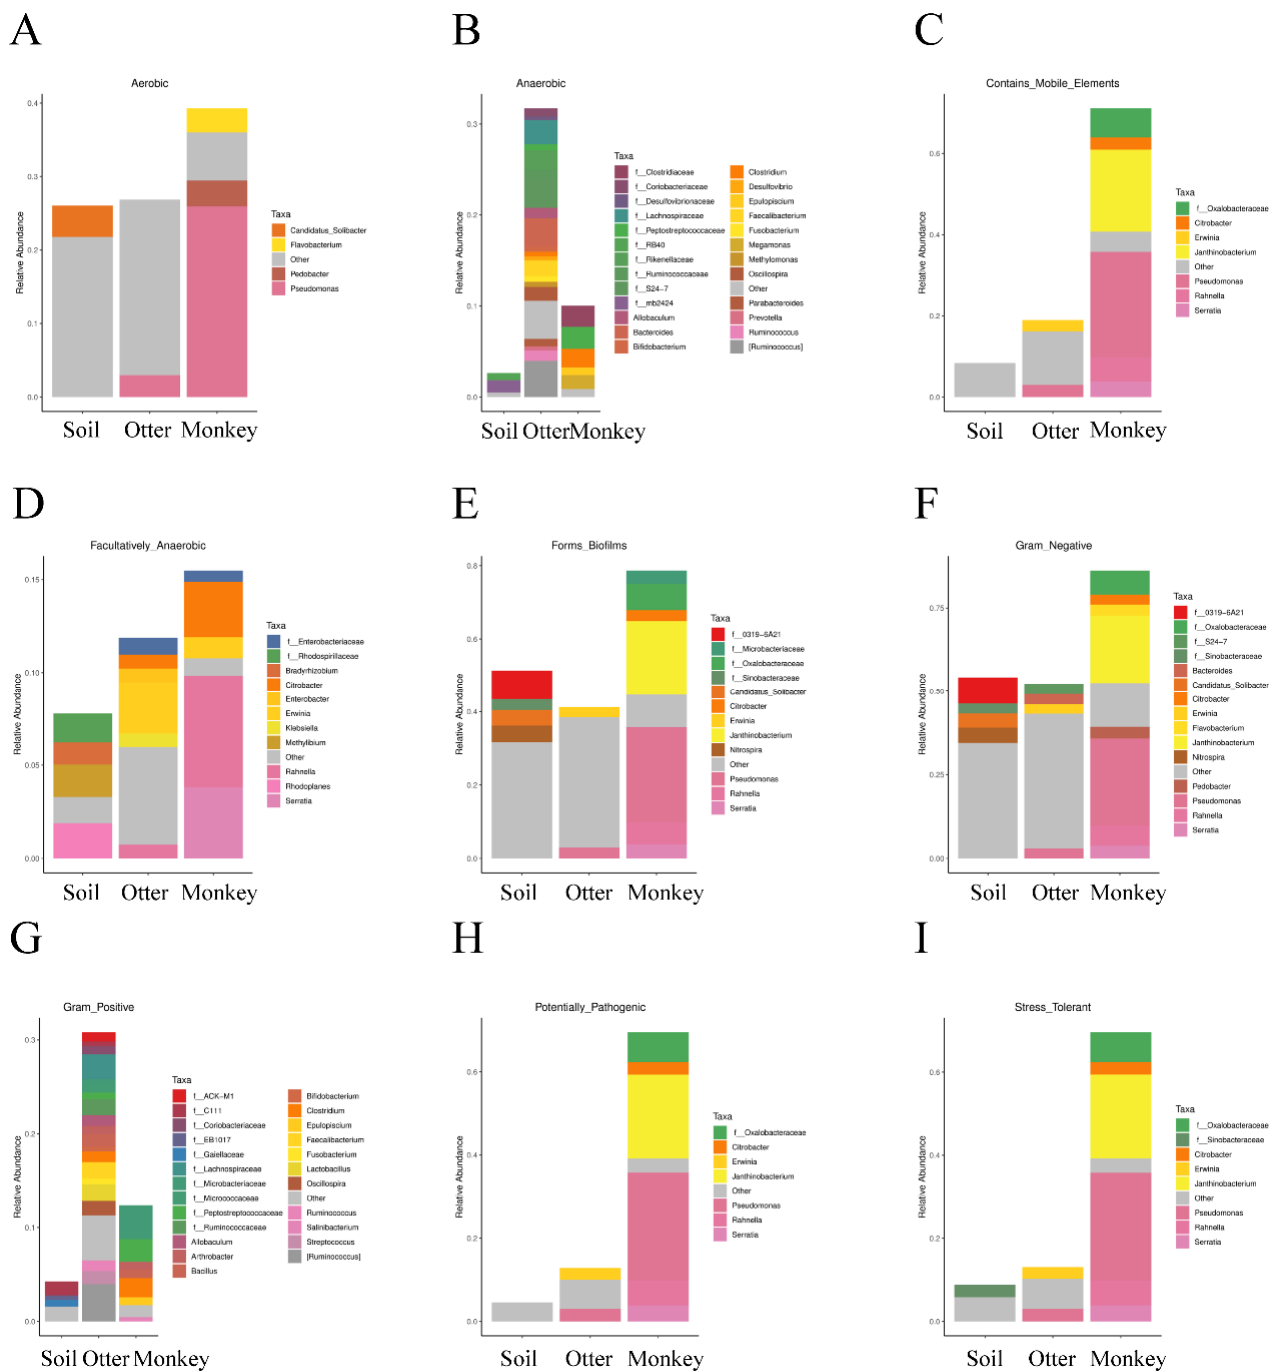 A
Aerobic
Relative Abundance
0.4
0.3
0.2
0.1
0.0
Soil Otter Monkey
Taxa
Candidatus_Solibacter
Flavobacterium
Other
Pedobacter
Pseudomonas
B
Anaerobic
Relative Abundance
0.3
0.2
0.1
0.0
Soil Otter Monkey
Taxa
f__Clostridiaceae
f__Coriobacteriaceae
f__Desulfovibrionaceae
f__Lachnospiraceae
f__Peptostreptococcaceae
f__RB40
f__Rikenellaceae
f__Ruminococcaceae
f__S24-7
f__mb2424
Allobaculum
Bacteroides
Bifidobacterium
Clostridium
Desulfovibrio
Epulopiscium
Faecalibacterium
Fusobacterium
Megamonas
Methylomonas
Oscillospira
Other
Parabacteroides
Prevotella
Ruminococcus
[Ruminococcus]
C
Contains_Mobile_Elements
Relative Abundance
0.6
0.4
0.2
0.0
Soil Otter Monkey
Taxa
f__Oxalobacteraceae
Citrobacter
Erwinia
Janthinobacterium
Other
Pseudomonas
Rahnella
Serratia
D
Facultatively_Anaerobic
Relative Abundance
0.15
0.10
0.05
0.00
Soil Otter Monkey
Taxa
f__Enterobacteriaceae
f__Rhodospirillaceae
Bradyrhizobium
Citrobacter
Enterobacter
Erwinia
Klebsiella
Methylibium
Other
Rahnella
Rhodoplanes
Serratia
E
Forms_Biofilms
Relative Abundance
0.8
0.6
0.4
0.2
0.0
Soil Otter Monkey
Taxa
f__0319-6A21
f__Microbacteriaceae
f__Oxalobacteraceae
f__Sinobacteraceae
Candidatus_Solibacter
Citrobacter
Erwinia
Janthinobacterium
Nitrospira
Other
Pseudomonas
Rahnella
Serratia
F
Gram_Negative
Relative Abundance
0.75
0.50
0.25
0.00
Soil Otter Monkey
Taxa
f__0319-6A21
f__Oxalobacteraceae
f__S24-7
f__Sinobacteraceae
Bacteroides
Candidatus_Solibacter
Citrobacter
Erwinia
Flavobacterium
Janthinobacterium
Nitrospira
Other
Pedobacter
Pseudomonas
Rahnella
Serratia
G
Gram_Positive
Relative Abundance
0.3
0.2
0.1
0.0
Soil Otter Monkey
Taxa
f__ACK-M1
f__C111
f__Coriobacteriaceae
f__EB1017
f__Gaiellaceae
f__Lachnospiraceae
f__Microbacteriaceae
f__Micrococcaceae
f__Peptostreptococcaceae
f__Ruminococcaceae
Allobaculum
Arthrobacter
Bacillus
Bifidobacterium
Clostridium
Epulopiscium
Faecalibacterium
Fusobacterium
Lactobacillus
Oscillospira
Other
Ruminococcus
Salinibacterium
Streptococcus
[Ruminococcus]
H
Potentially_Pathogenic
Relative Abundance
0.6
0.4
0.2
0.0
Soil Otter Monkey
Taxa
f__Oxalobacteraceae
Citrobacter
Erwinia
Janthinobacterium
Other
Pseudomonas
Rahnella
Serratia
I
Stress_Tolerant
Relative Abundance
0.6
0.4
0.2
0.0
Soil Otter Monkey
Taxa
f__Oxalobacteraceae
f__Sinobacteraceae
Citrobacter
Erwinia
Janthinobacterium
Other
Pseudomonas
Rahnella
Serratia